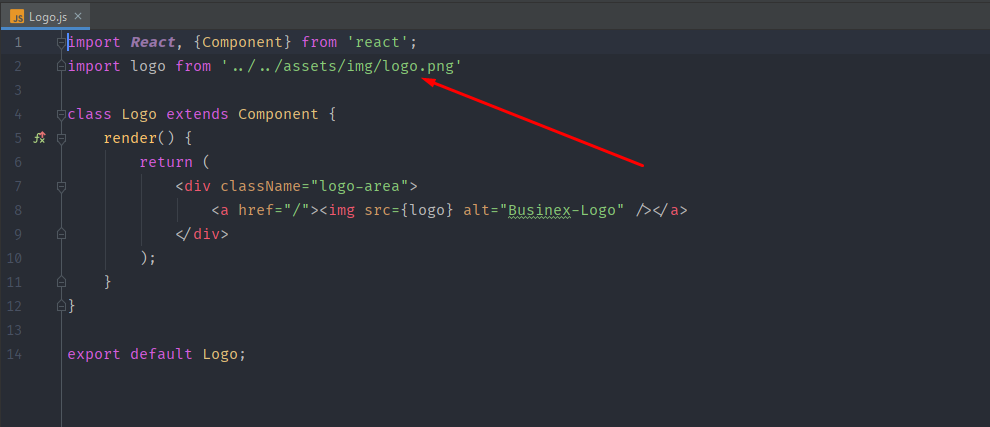 Logo.js
1 import React, {Component} from 'react';
2 import logo from '../../assets/img/logo.png'
3
4 class Logo extends Component {
5     render() {
6         return (
7             <div className="logo-area">
8                 <a href="/"><img src={logo} alt="Businex-Logo" /></a>
9             </div>
10         );
11     }
12 }
13
14 export default Logo;